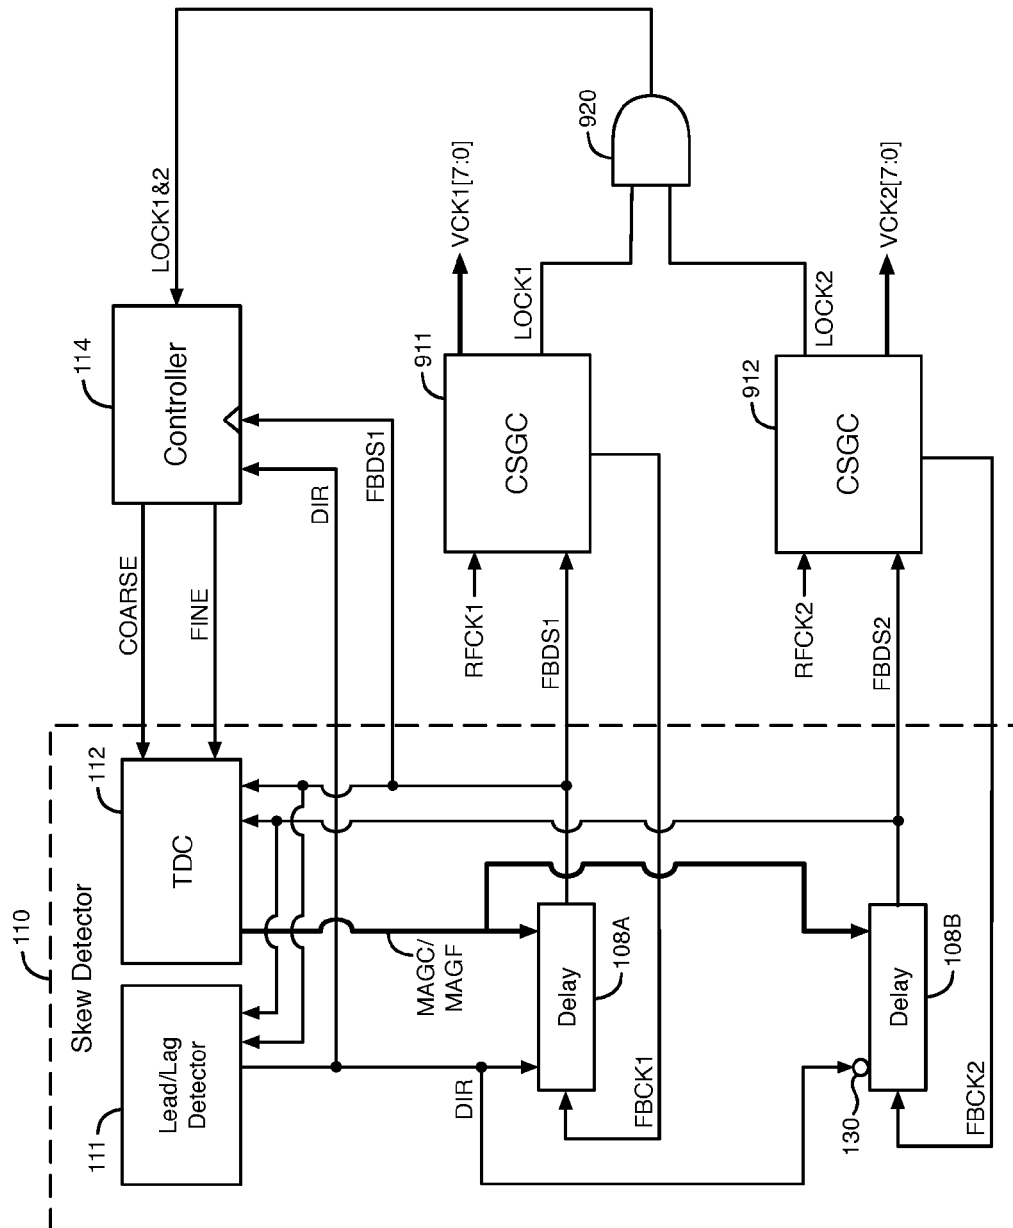 110
Skew Detector
111
Lead/Lag
Detector
112
TDC
COARSE
FINE
114
Controller
LOCK1&2
DIR
FBDS1
MAGC/
MAGF
DIR
Delay
108A
FBCK1
RFCK1
FBDS1
911
CSGC
VCK1[7:0]
LOCK1
920
130
Delay
108B
FBCK2
RFCK2
FBDS2
912
CSGC
LOCK2
VCK2[7:0]